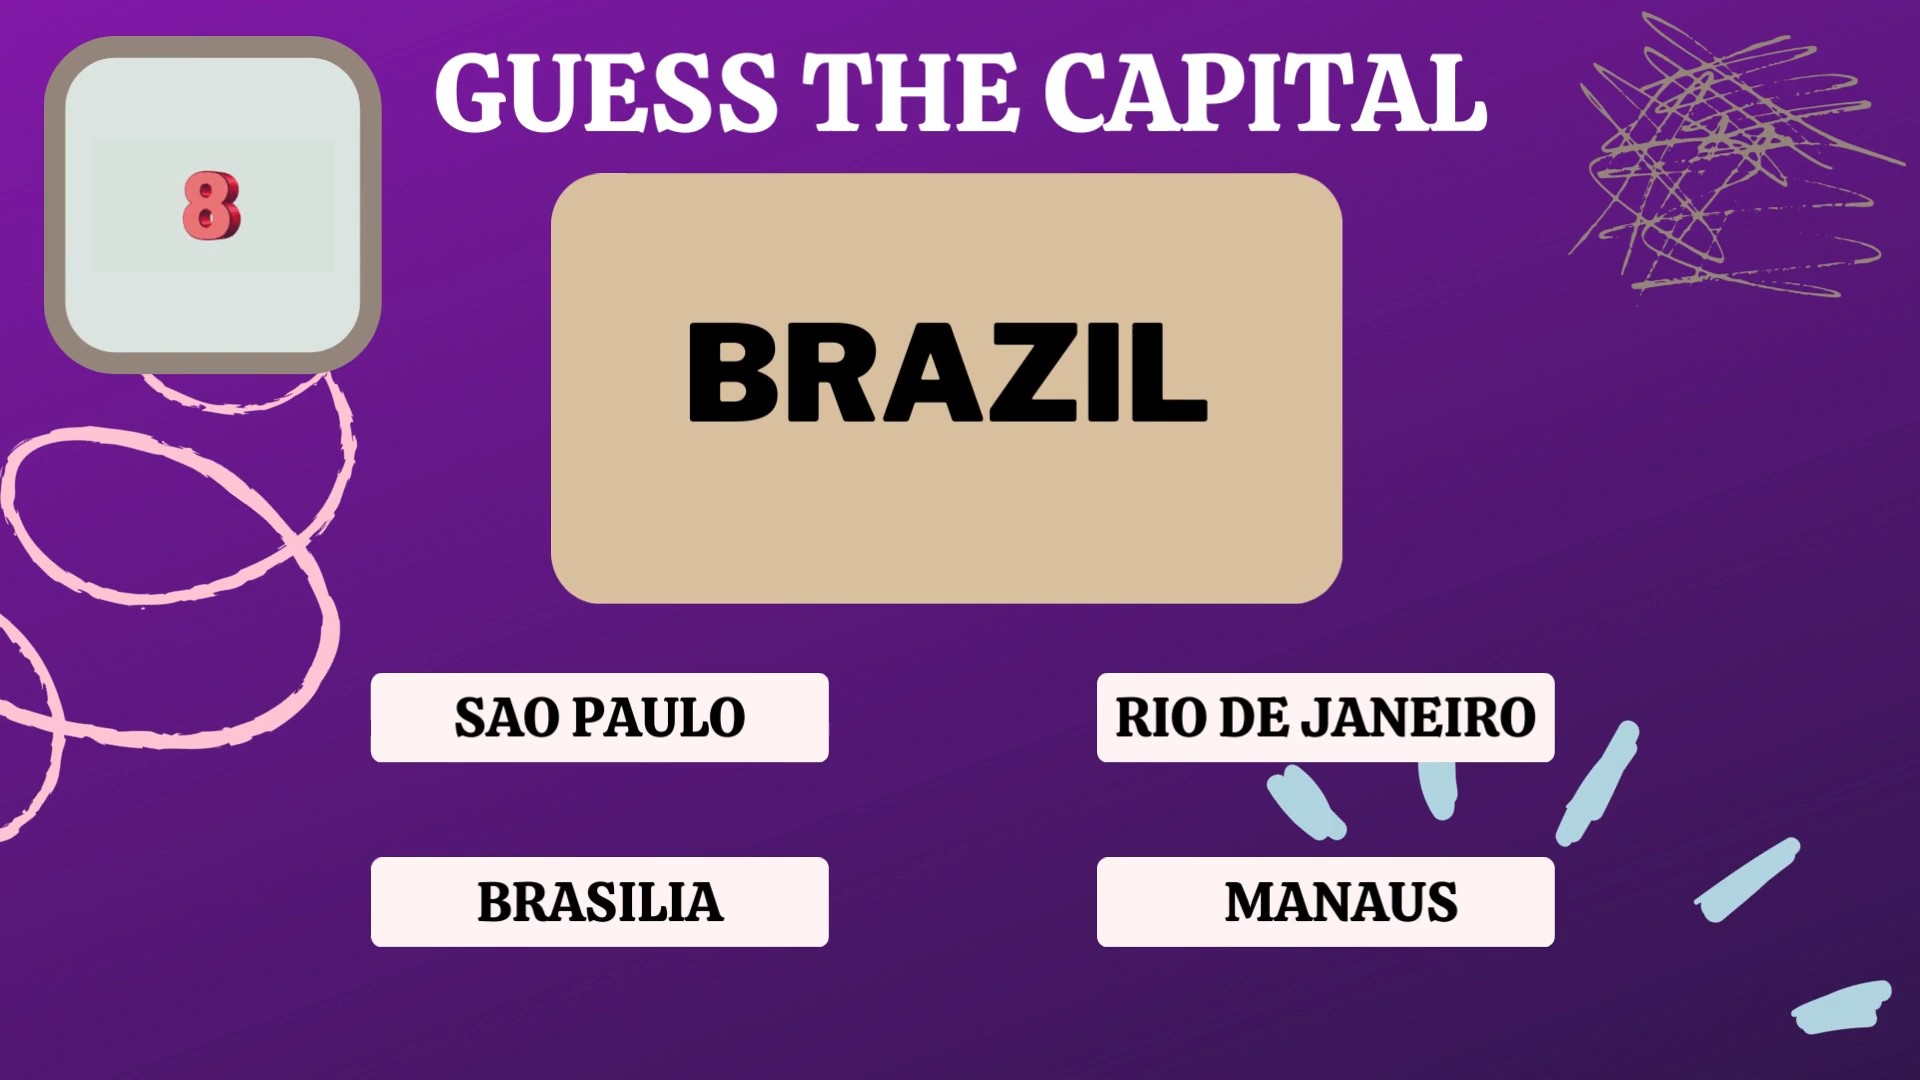 GUESS THE CAPITAL
8
BRAZIL
SAO PAULO
RIO DE JANEIRO
BRASILIA
MANAUS